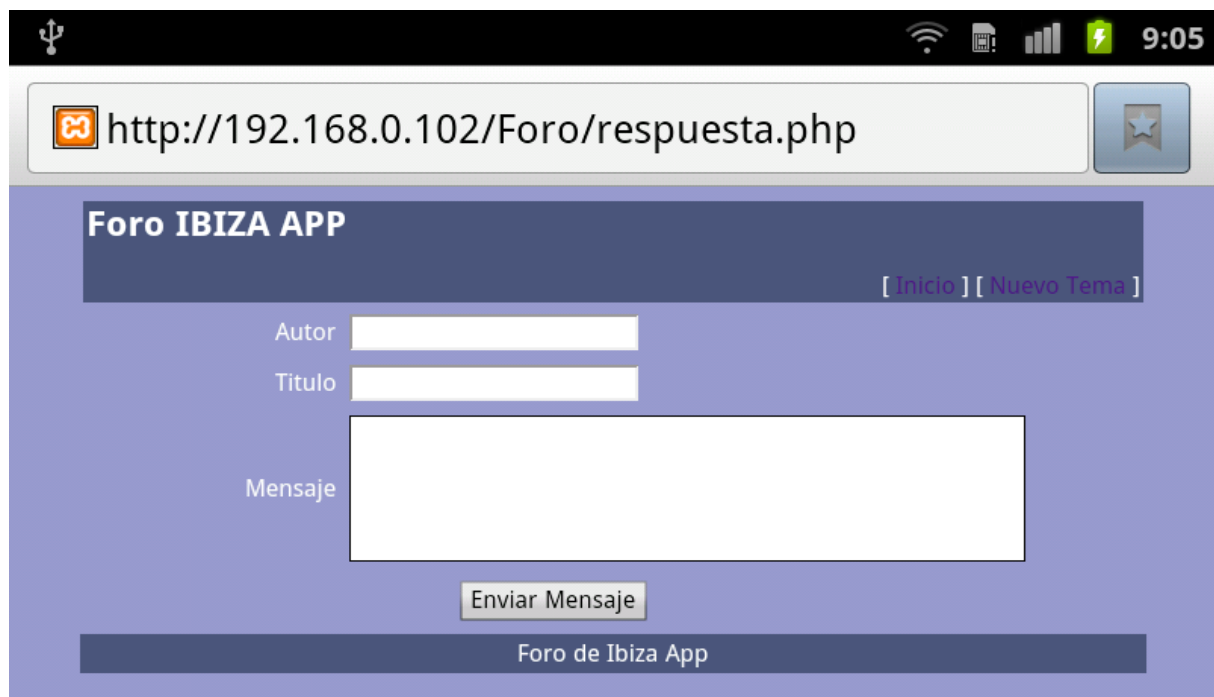 9:05
http://192.168.0.102/Foro/respuesta.php
Foro IBIZA APP
[ Inicio ] [ Nuevo Tema ]
Autor
Titulo
Mensaje
Enviar Mensaje
Foro de Ibiza App